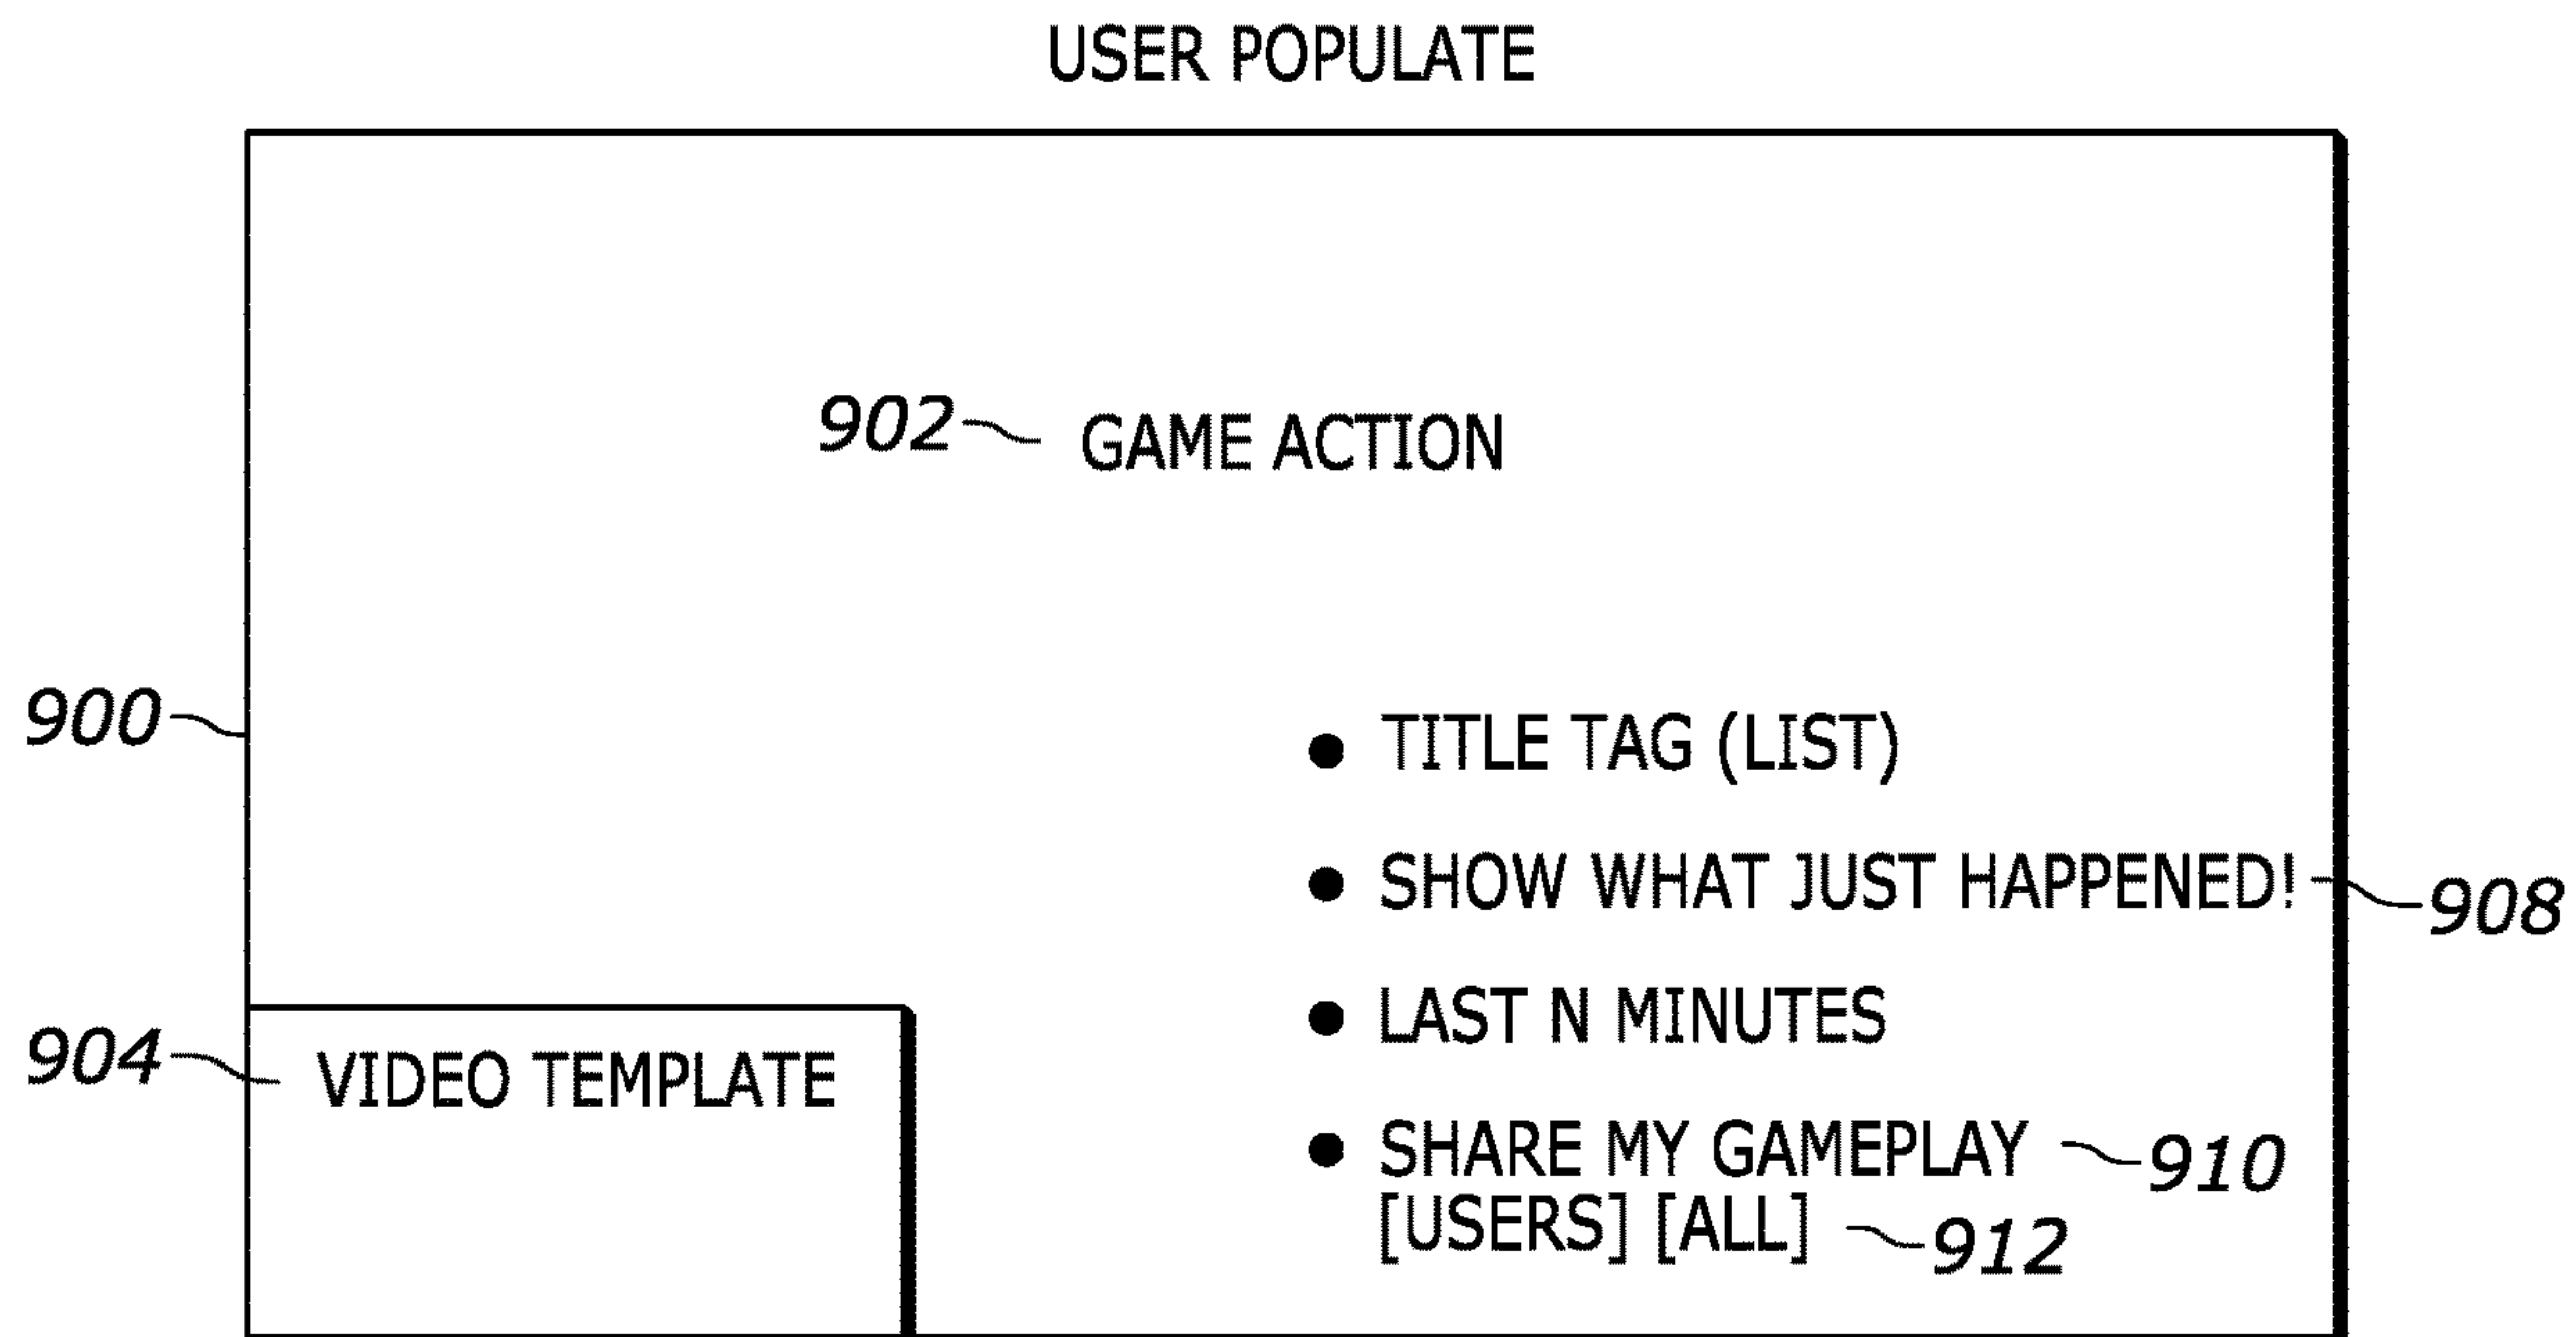 USER POPULATE
902 GAME ACTION
900
● TITLE TAG (LIST)
● SHOW WHAT JUST HAPPENED! 908
● LAST N MINUTES
904 VIDEO TEMPLATE
● SHARE MY GAMEPLAY 910
[USERS] [ALL] 912